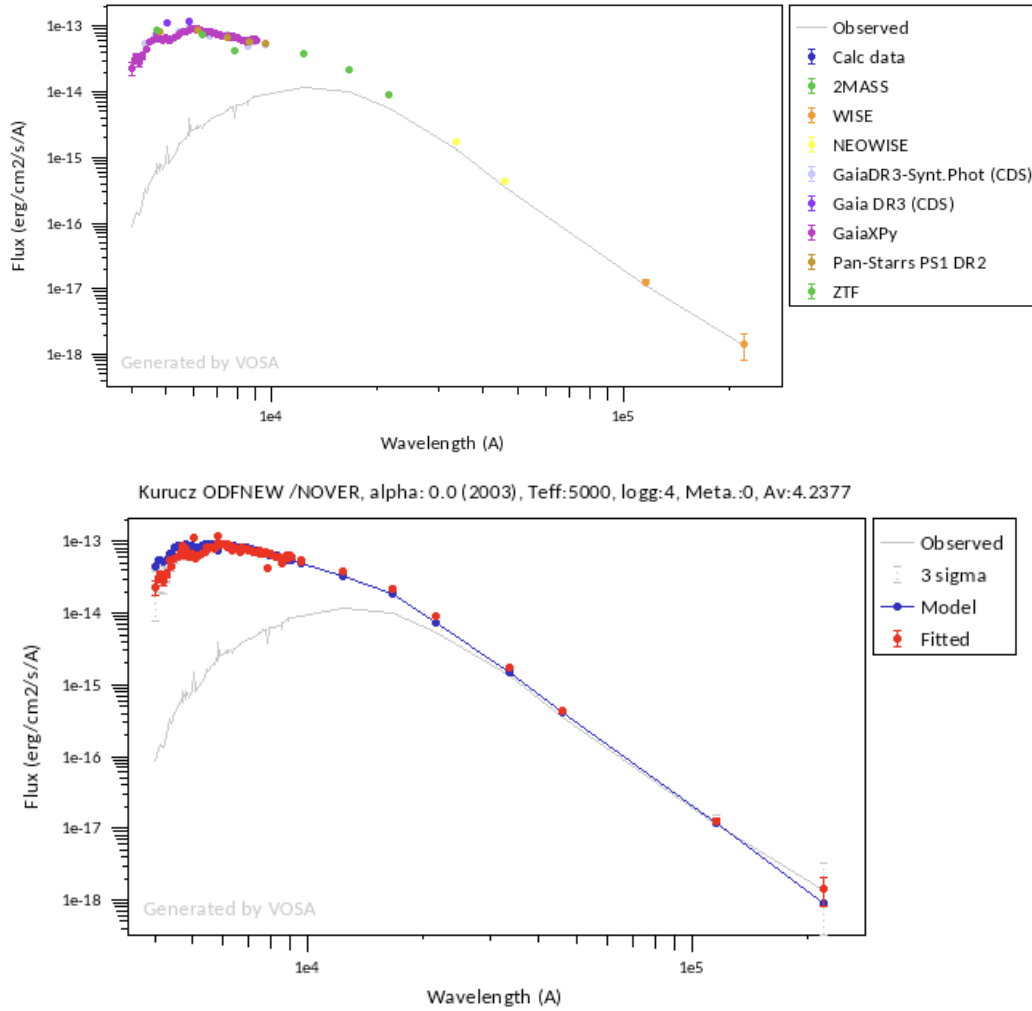 1e-13
1e-14
1e-15
1e-16
1e-17
1e-18
Flux (erg/cm2/s/A)
Generated by VOSA
1e4
1e5
Wavelength (A)
Observed
Calc data
2MASS
WISE
NEOWISE
GaiaDR3-Synt.Phot (CDS)
Gaia DR3 (CDS)
GaiaXPy
Pan-Starrs PS1 DR2
ZTF
Kurucz ODFNEW /NOVER, alpha: 0.0 (2003), Teff:5000, logg:4, Meta.:0, Av:4.2377
1e-13
1e-14
1e-15
1e-16
1e-17
1e-18
Flux (erg/cm2/s/A)
Generated by VOSA
1e4
1e5
Wavelength (A)
Observed
3 sigma
Model
Fitted